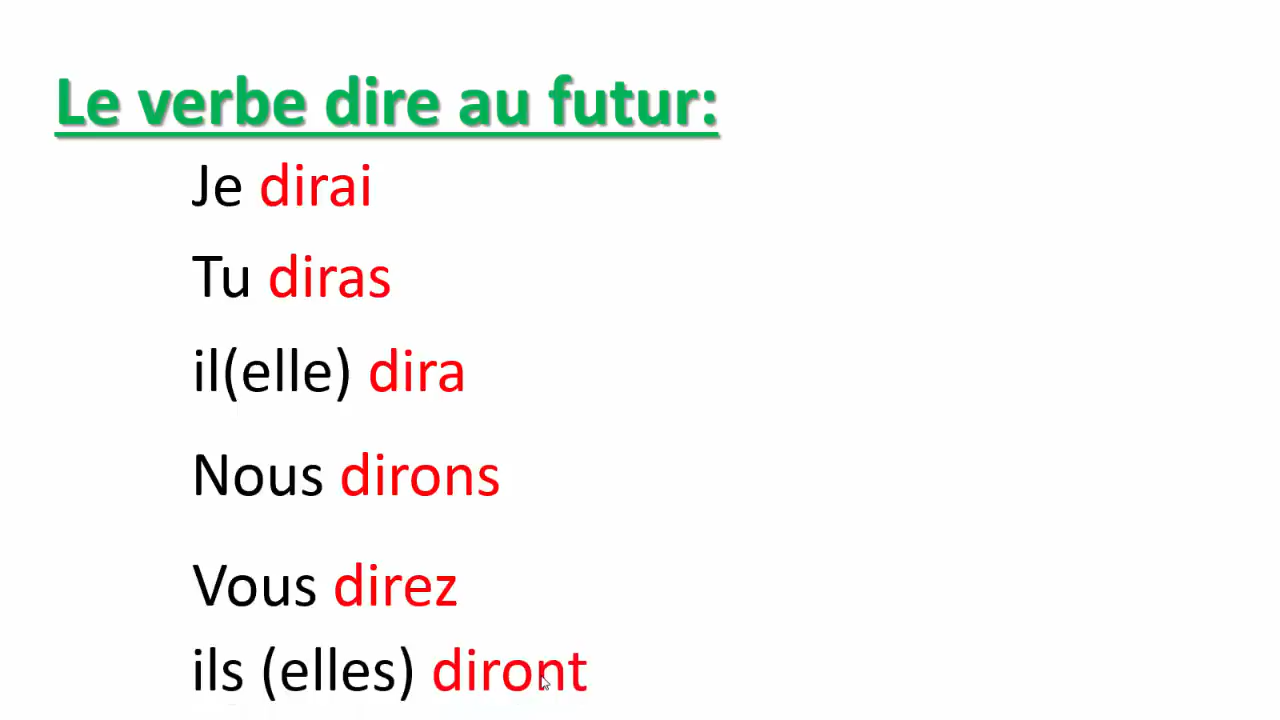 Le verbe dire au futur:
Je dirai
Tu diras
il(elle) dira
Nous dirons
Vous direz
ils (elles) diront